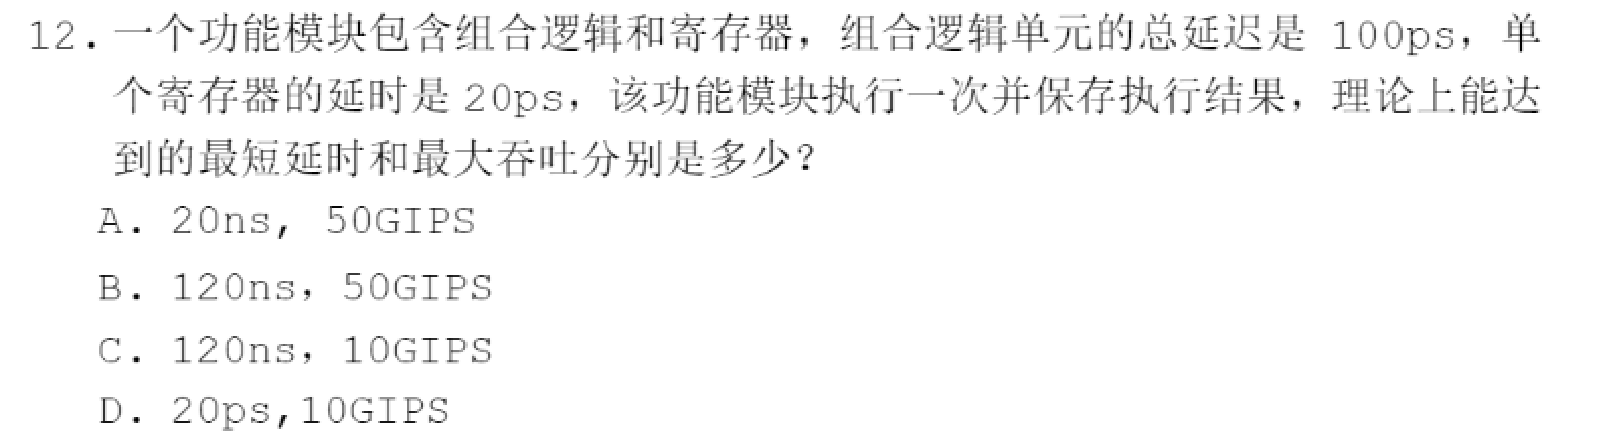 12．一个功能模块包含组合逻辑和寄存器，组合逻辑单元的总延迟是 100ps，单
个寄存器的延时是 20ps，该功能模块执行一次并保存执行结果，理论上能达
到的最短延时和最大吞吐分别是多少？
A. 20ns, 50GIPS
B. 120ns，50GIPS
C. 120ns，10GIPS
D. 20ps,10GIPS